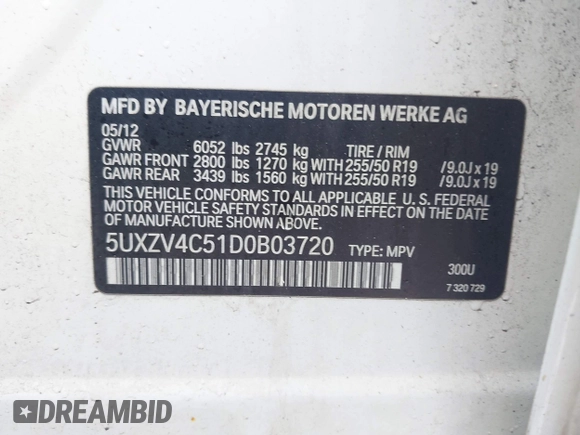 MFD BY BAYERISCHE MOTOREN WERKE AG
05/12
GVWR 6052 lbs 2745 kg TIRE / RIM
GAWR FRONT 2800 lbs 1270 kg WITH 255/50 R19 /9.0J x 19
GAWR REAR 3439 lbs 1560 kg WITH 255/50 R19 /9.0J x 19
THIS VEHICLE CONFORMS TO ALL APPLICABLE U. S. FEDERAL
MOTOR VEHICLE SAFETY STANDARDS IN EFFECT ON THE DATE
OF MANUFACTURE SHOWN ABOVE.
5UXZV4C51D0B03720 TYPE: MPV
300U
7 320 729
DREAMBID